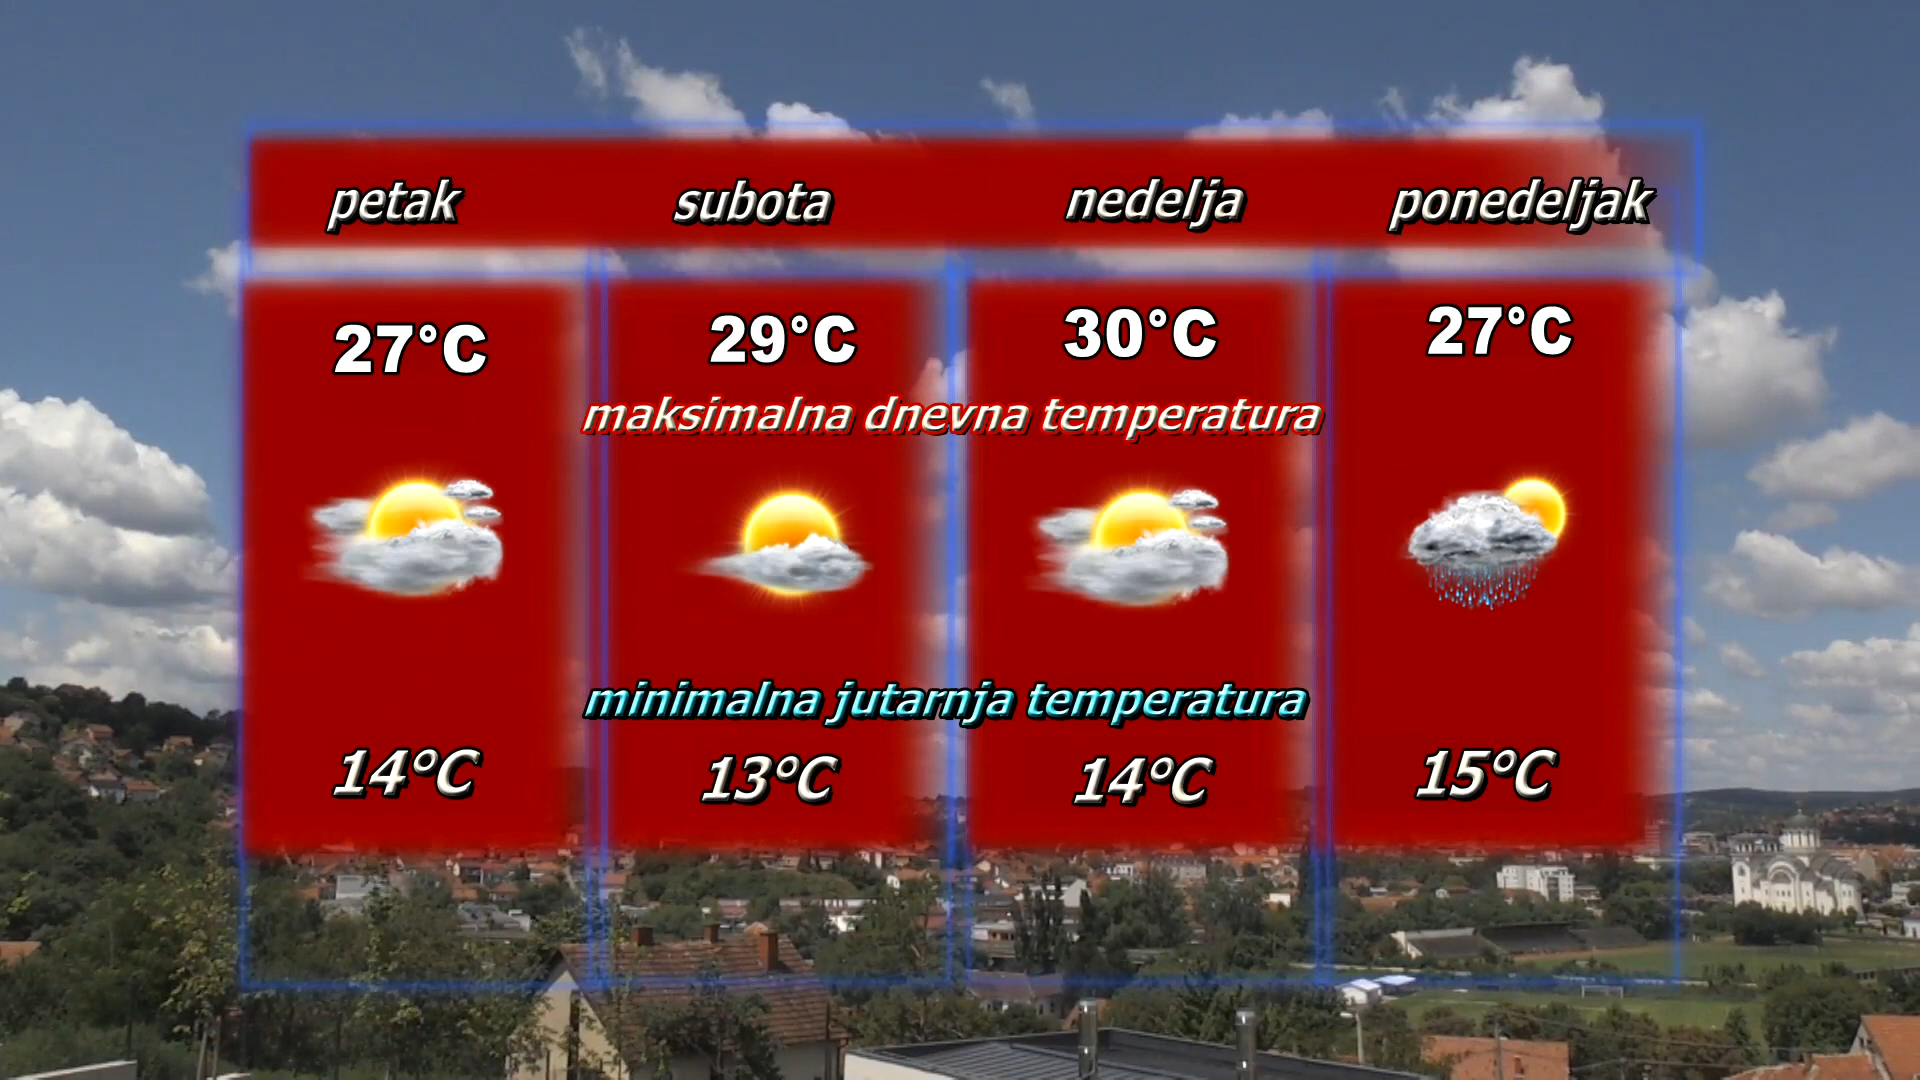 petak subota nedelja ponedeljak
27°C 29°C 30°C 27°C
maksimalna dnevna temperatura
minimalna jutarnja temperatura
14°C 13°C 14°C 15°C